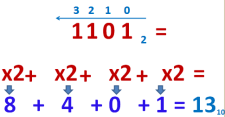 3 2 1 0
1101 2 =
x2+ x2+ x2+ x2 =
8 + 4 + 0 + 1 = 13 10